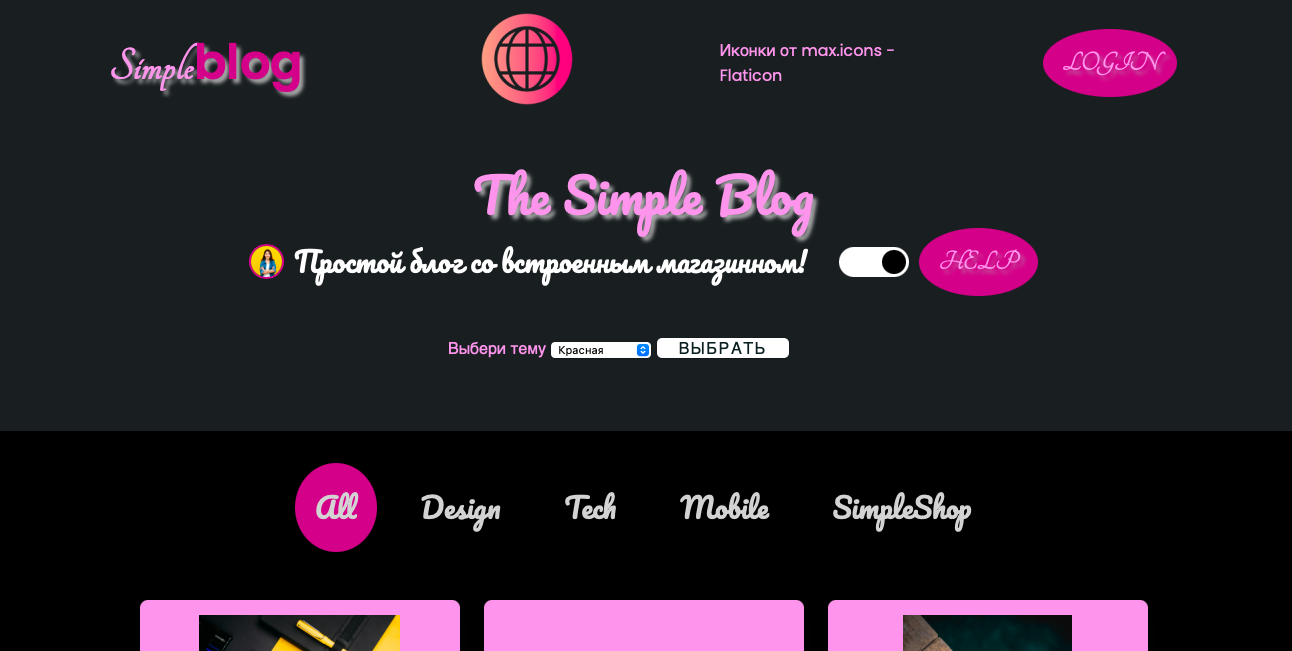 Simpleblog
Иконки от max.icons -
Flaticon
LOGIN
The Simple Blog
Простой блог со встроенным магазинном!
HELP
Выбери тему Красная ВЫБРАТЬ
All Design Tech Mobile SimpleShop